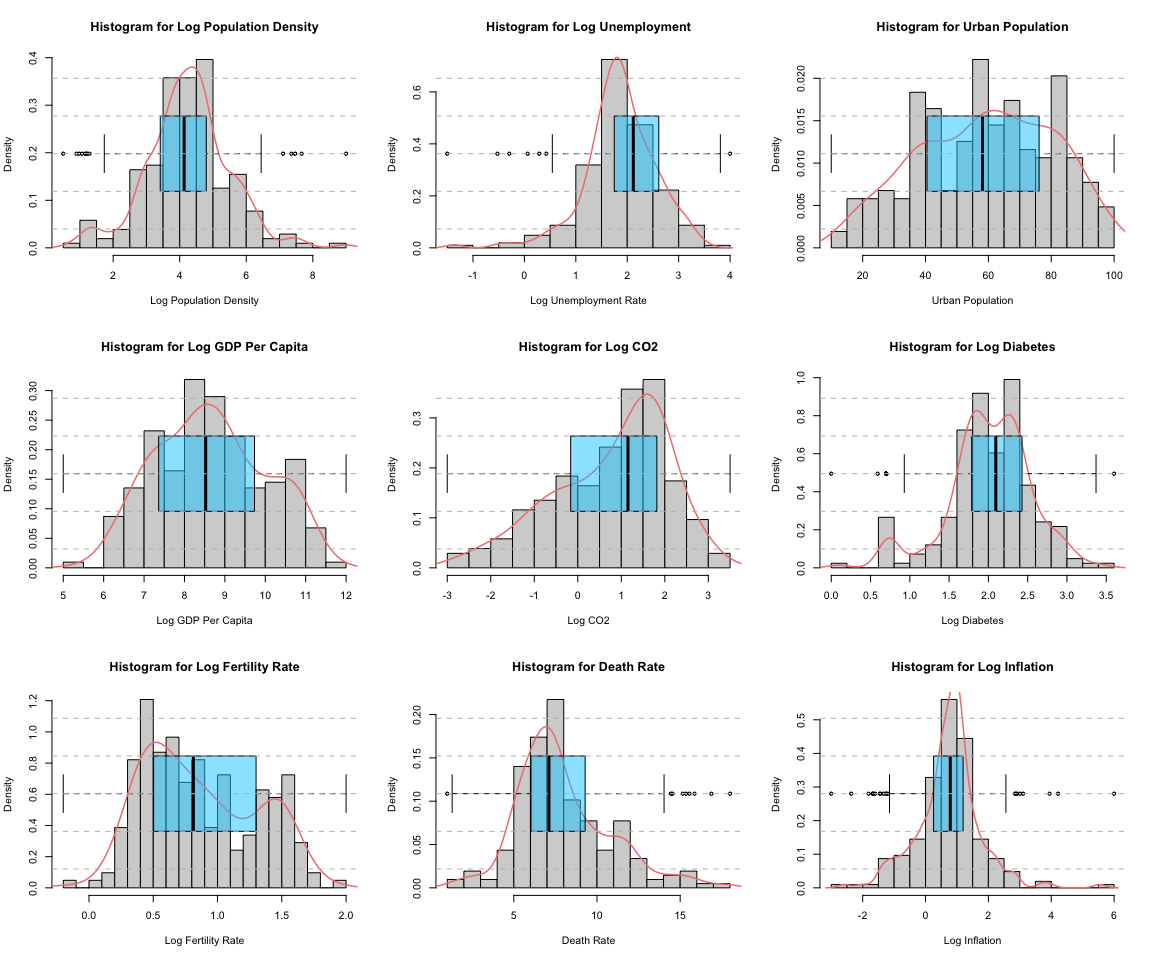 Histogram for Log Population Density
Density
0.0 0.1 0.2 0.3 0.4
2 4 6 8
Log Population Density
Histogram for Log Unemployment
Density
0.0 0.2 0.4 0.6
-1 0 1 2 3 4
Log Unemployment Rate
Histogram for Urban Population
Density
0.000 0.005 0.010 0.015 0.020
20 40 60 80 100
Urban Population
Histogram for Log GDP Per Capita
Density
0.00 0.05 0.10 0.15 0.20 0.25 0.30
5 6 7 8 9 10 11 12
Log GDP Per Capita
Histogram for Log CO2
Density
0.0 0.1 0.2 0.3
-3 -2 -1 0 1 2 3
Log CO2
Histogram for Log Diabetes
Density
0.0 0.2 0.4 0.6 0.8 1.0
0.0 0.5 1.0 1.5 2.0 2.5 3.0 3.5
Log Diabetes
Histogram for Log Fertility Rate
Density
0.0 0.2 0.4 0.6 0.8 1.0 1.2
0.0 0.5 1.0 1.5 2.0
Log Fertility Rate
Histogram for Death Rate
Density
0.00 0.05 0.10 0.15 0.20
5 10 15
Death Rate
Histogram for Log Inflation
Density
0.0 0.1 0.2 0.3 0.4 0.5
-2 0 2 4 6
Log Inflation